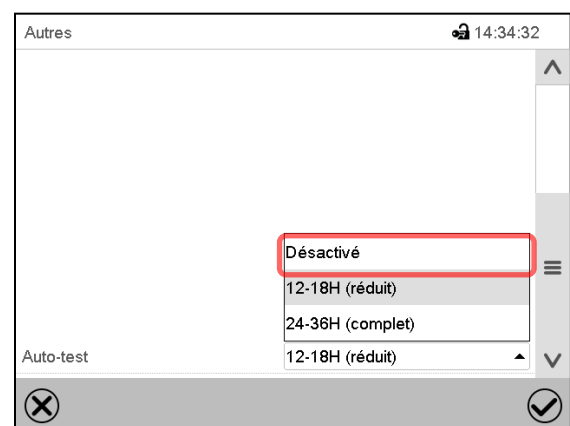 Autres 14:34:32
Désactivé
12-18H (réduit)
24-36H (complet)
Auto-test 12-18H (réduit)